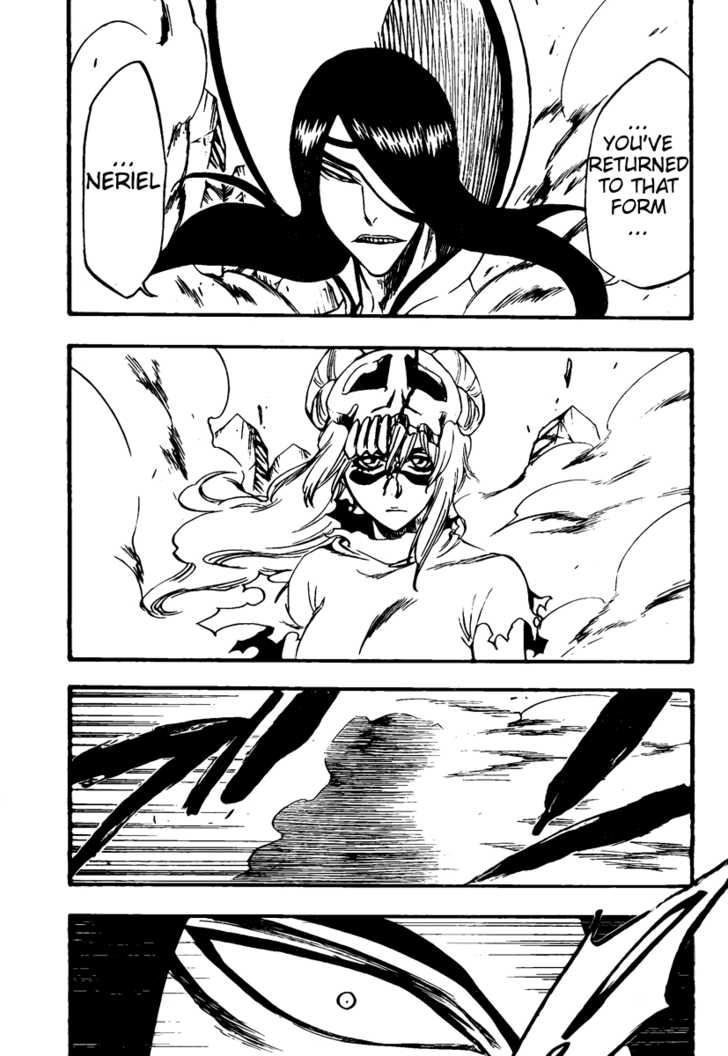 ...
YOU'VE
RETURNED
TO THAT
FORM
...
...
NERIEL